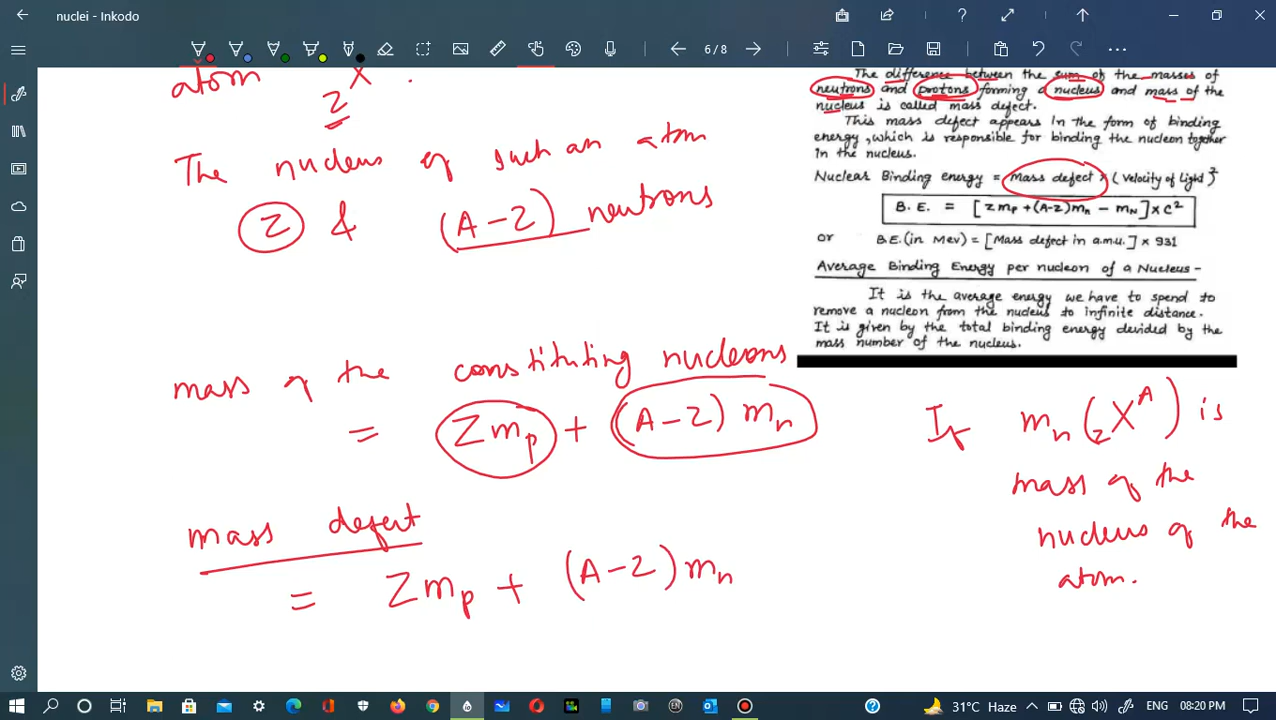 nuclei - Inkodo
6 / 8
atom zX .
The nucleus of such an atom
Z & (A-Z) neutrons
mass of the constituting nucleons
= Zmp + (A-Z) mn
mass defect
= Zmp + (A-Z) mn
The difference between the sum of the masses of
neutrons and protons forming a nucleus and mass of the
nucleus is called mass defect.
This mass defect appears in the form of binding
energy, which is responsible for binding the nucleon together
in the nucleus.
Nuclear Binding energy = mass defect × (velocity of light)²
B. E. = [ZmP +(A-Z)mn - mN] × C²
or B.E.(in Mev) = [Mass defect in a.m.u.] × 931
Average Binding Energy per nucleon of a Nucleus-
It is the average energy we have to spend to
remove a nucleon from the nucleus to infinite distance.
It is given by the total binding energy devided by the
mass number of the nucleus.
If mn (zX^A) is
mass of the
nucleus of the
atom.
31°C Haze ENG 08:20 PM